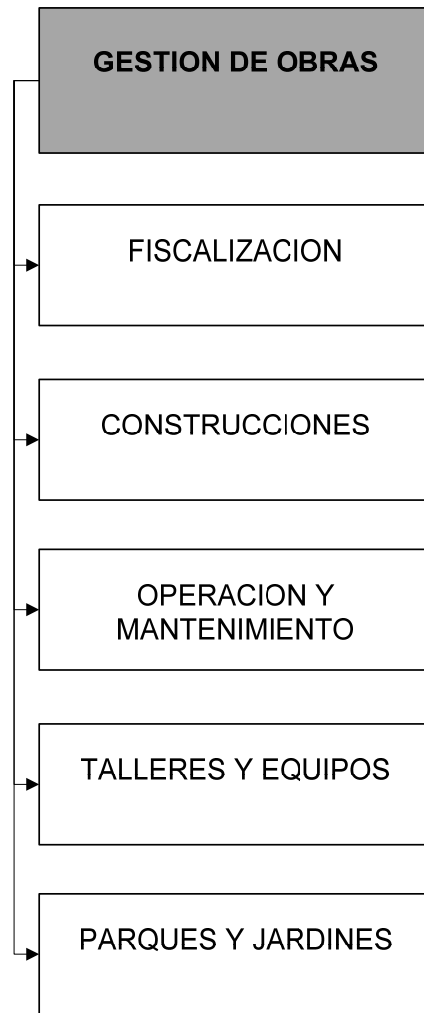 GESTION DE OBRAS
FISCALIZACION
CONSTRUCCIONES
OPERACION Y
MANTENIMIENTO
TALLERES Y EQUIPOS
PARQUES Y JARDINES